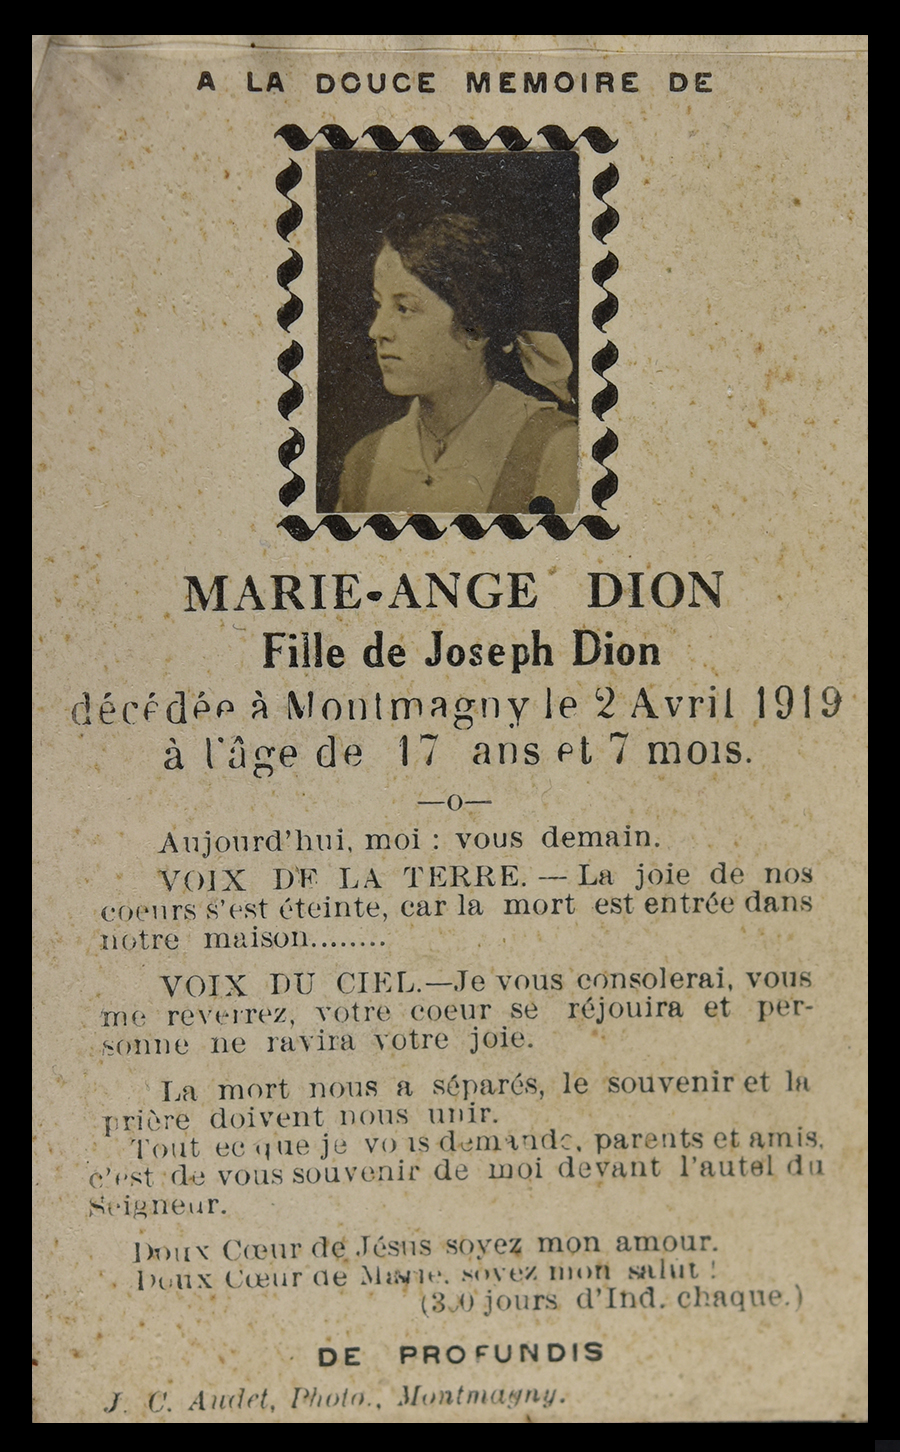 A LA DOUCE MEMOIRE DE
MARIE-ANGE DION
Fille de Joseph Dion
décédée à Montmagny le 2 Avril 1919
à l'âge de 17 ans et 7 mois.
—o—
Aujourd'hui, moi : vous demain.
VOIX DE LA TERRE. — La joie de nos
coeurs s'est éteinte, car la mort est entrée dans
notre maison........
VOIX DU CIEL.—Je vous consolerai, vous
me reverrez, votre coeur se réjouira et per-
sonne ne ravira votre joie.
La mort nous a séparés, le souvenir et la
prière doivent nous unir.
Tout ec que je vous demande, parents et amis,
c'est de vous souvenir de moi devant l'autel du
Seigneur.
Doux Cœur de Jésus soyez mon amour.
Doux Cœur de Marie, soyez mon salut !
(300 jours d'Ind. chaque.)
DE PROFUNDIS
J. C. Audet, Photo., Montmagny.